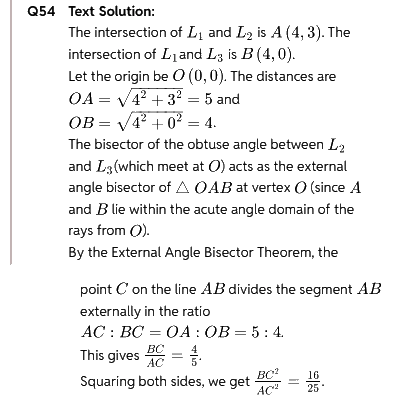 Q54 Text Solution:
The intersection of L₁ and L₂ is A (4, 3). The
intersection of L₁and L₃ is B (4, 0).
Let the origin be O (0, 0). The distances are
OA = √(4² + 3²) = 5 and
OB = √(4² + 0²) = 4.
The bisector of the obtuse angle between L₂
and L₃(which meet at O) acts as the external
angle bisector of △ OAB at vertex O (since A
and B lie within the acute angle domain of the
rays from O).
By the External Angle Bisector Theorem, the
point C on the line AB divides the segment AB
externally in the ratio
AC : BC = OA : OB = 5 : 4.
This gives BC/AC = 4/5.
Squaring both sides, we get BC²/AC² = 16/25.